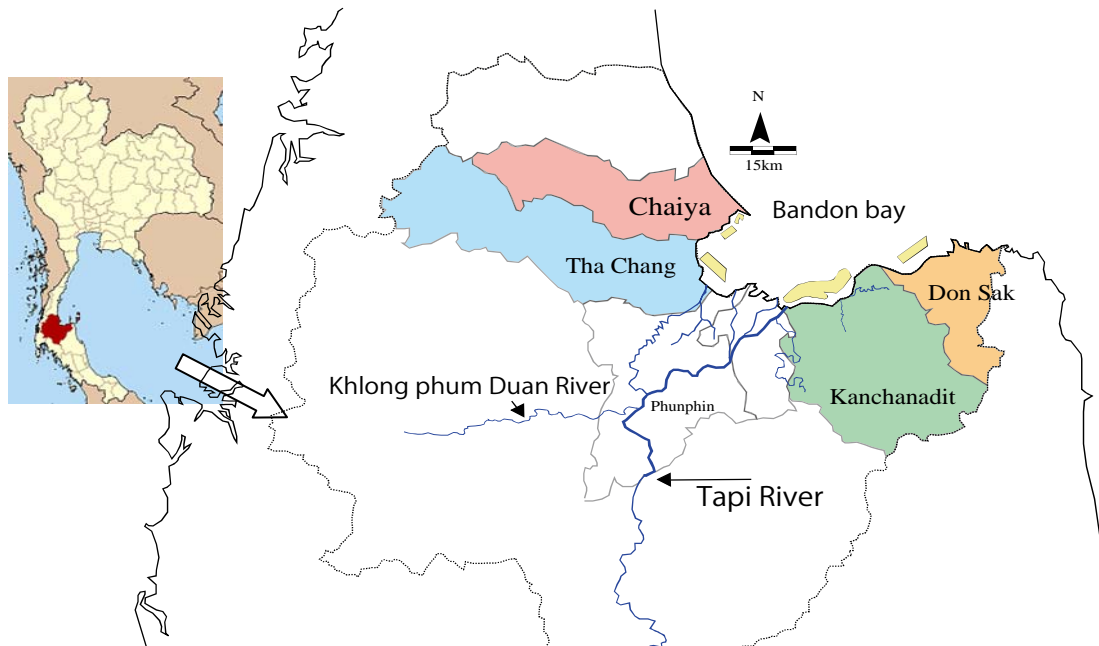 N
15km
Chaiya
Bandon bay
Tha Chang
Don Sak
Khlong phum Duan River
Phunphin
Kanchanadit
Tapi River